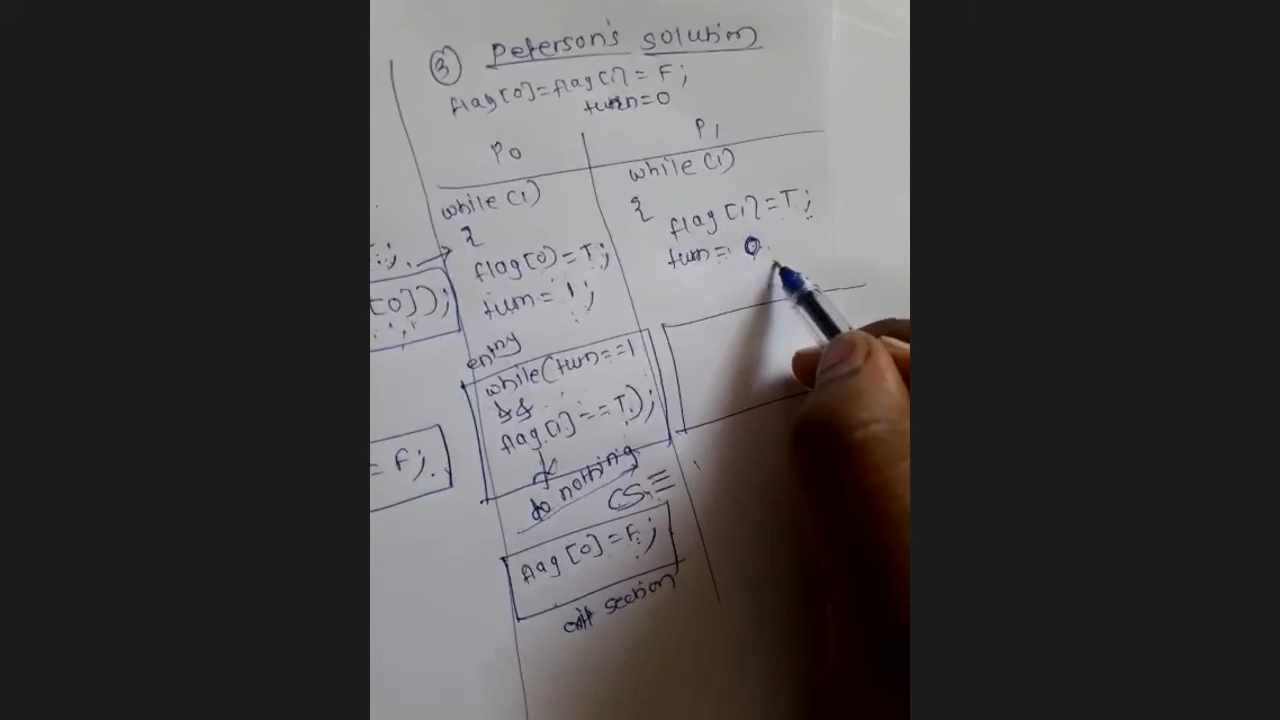 ③ Peterson's solution
flag[0]=flag[1] = F;
turn=0
P0
while(1)
{
flag[0]=T;
turn = 1;
entry
while(turn==1
&&
flag[1]==T);
do nothing
CS
flag[0]=F;
exit section
P1
while(1)
{
flag[1]=T;
turn= 0
[0]);
= F;